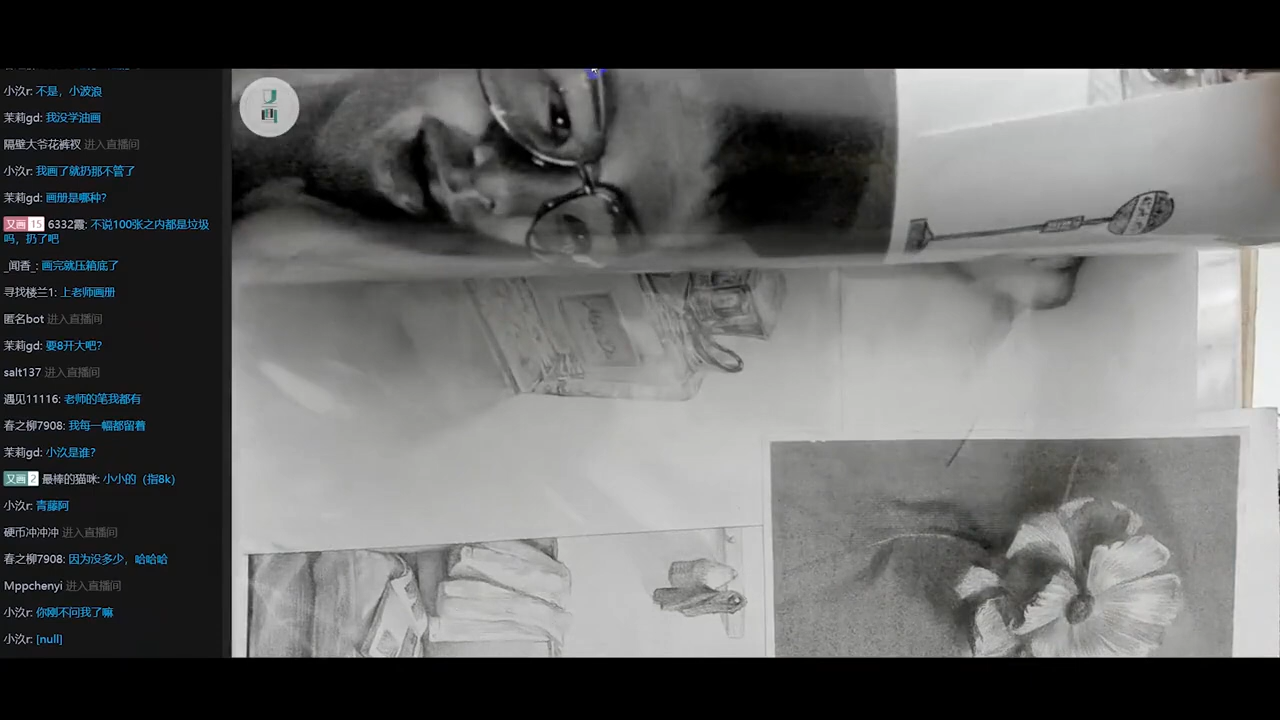 小汷r: 不是，小波浪
茉莉gd: 我没学油画
隔壁大爷花裤衩 进入直播间
小汷r: 我画了就扔那不管了
茉莉gd: 画册是哪种?
又画 15 6332霞: 不说100张之内都是垃圾
吗，扔了吧
_闻香_: 画完就压箱底了
寻找楼兰1: 上老师画册
匿名bot 进入直播间
茉莉gd: 要8开大吧?
salt137 进入直播间
遇见11116: 老师的笔我都有
春之柳7908: 我每一幅都留着
茉莉gd: 小汷是谁?
又画 2 最棒的猫咪: 小小的（指8k）
小汷r: 青藤阿
硬币冲冲冲 进入直播间
春之柳7908: 因为没多少，哈哈哈
Mppchenyi 进入直播间
小汷r: 你刚不问我了嘛
小汷r: [null]